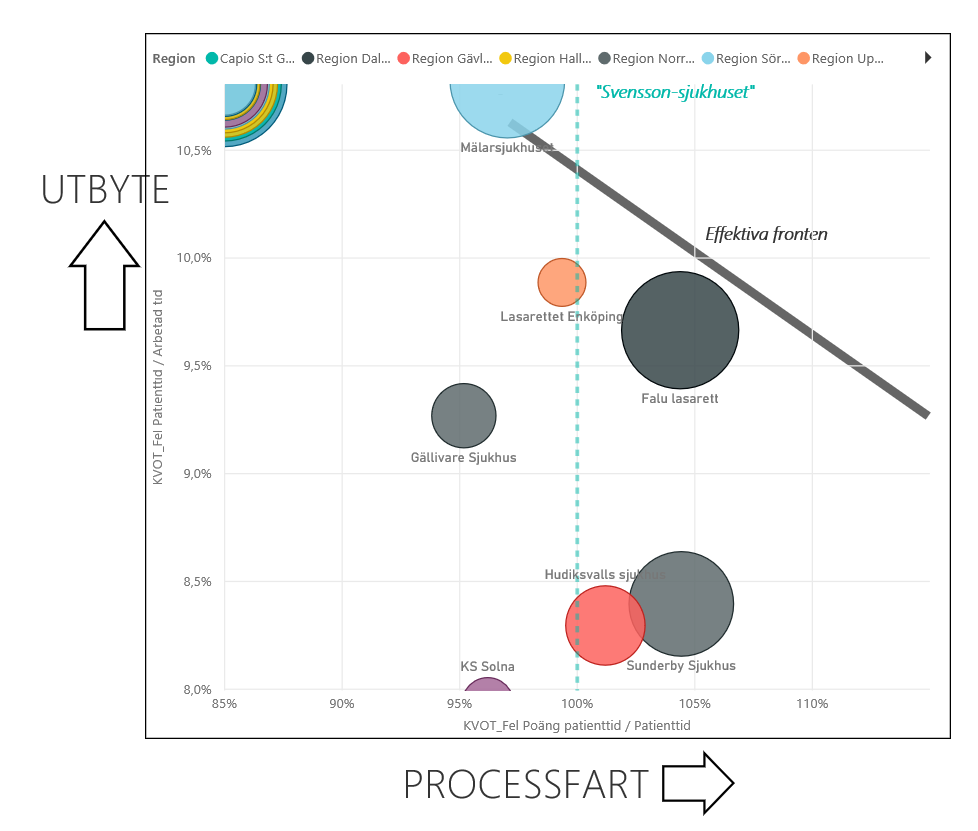 Region Capio S:t G... Region Dal... Region Gävl... Region Hall... Region Norr... Region Sör... Region Up...
"Svensson-sjukhuset"
Mälarsjukhuset
10,5%
UTBYTE
Effektiva fronten
10,0%
Lasarettet Enköping
9,5%
Falu lasarett
KVOT_Fel Patienttid / Arbetad tid
Gällivare Sjukhus
9,0%
Hudiksvalls sjukhus
8,5%
KS Solna
Sunderby Sjukhus
8,0%
85% 90% 95% 100% 105% 110%
KVOT_Fel Poäng patienttid / Patienttid
PROCESSFART